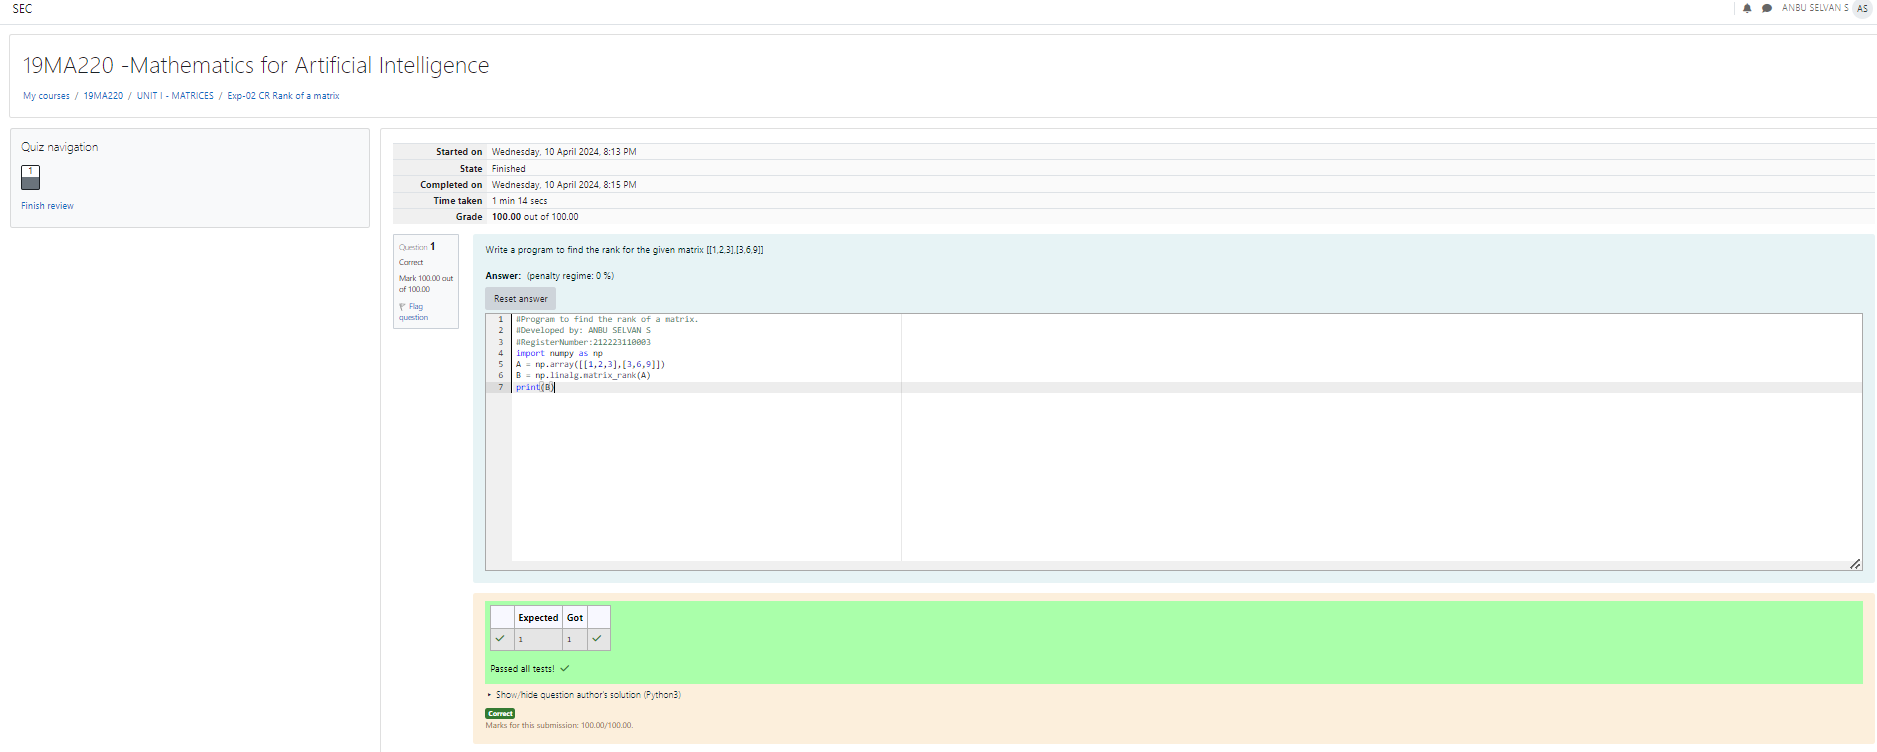 SEC
ANBU SELVAN S AS
19MA220 -Mathematics for Artificial Intelligence
My courses / 19MA220 / UNIT I - MATRICES / Exp-02 CR Rank of a matrix
Quiz navigation
1
Finish review
Started on Wednesday, 10 April 2024, 8:13 PM
State Finished
Completed on Wednesday, 10 April 2024, 8:15 PM
Time taken 1 min 14 secs
Grade 100.00 out of 100.00
Question 1
Correct
Mark 100.00 out
of 100.00
Flag
question
Write a program to find the rank for the given matrix [[1,2,3],[3,6,9]]
Answer: (penalty regime: 0 %)
Reset answer
1 #Program to find the rank of a matrix.
2 #Developed by: ANBU SELVAN S
3 #RegisterNumber:212223110003
4 import numpy as np
5 A = np.array([[1,2,3],[3,6,9]])
6 B = np.linalg.matrix_rank(A)
7 print(B)
Expected Got
1 1
Passed all tests!
Show/hide question author's solution (Python3)
Correct
Marks for this submission: 100.00/100.00.